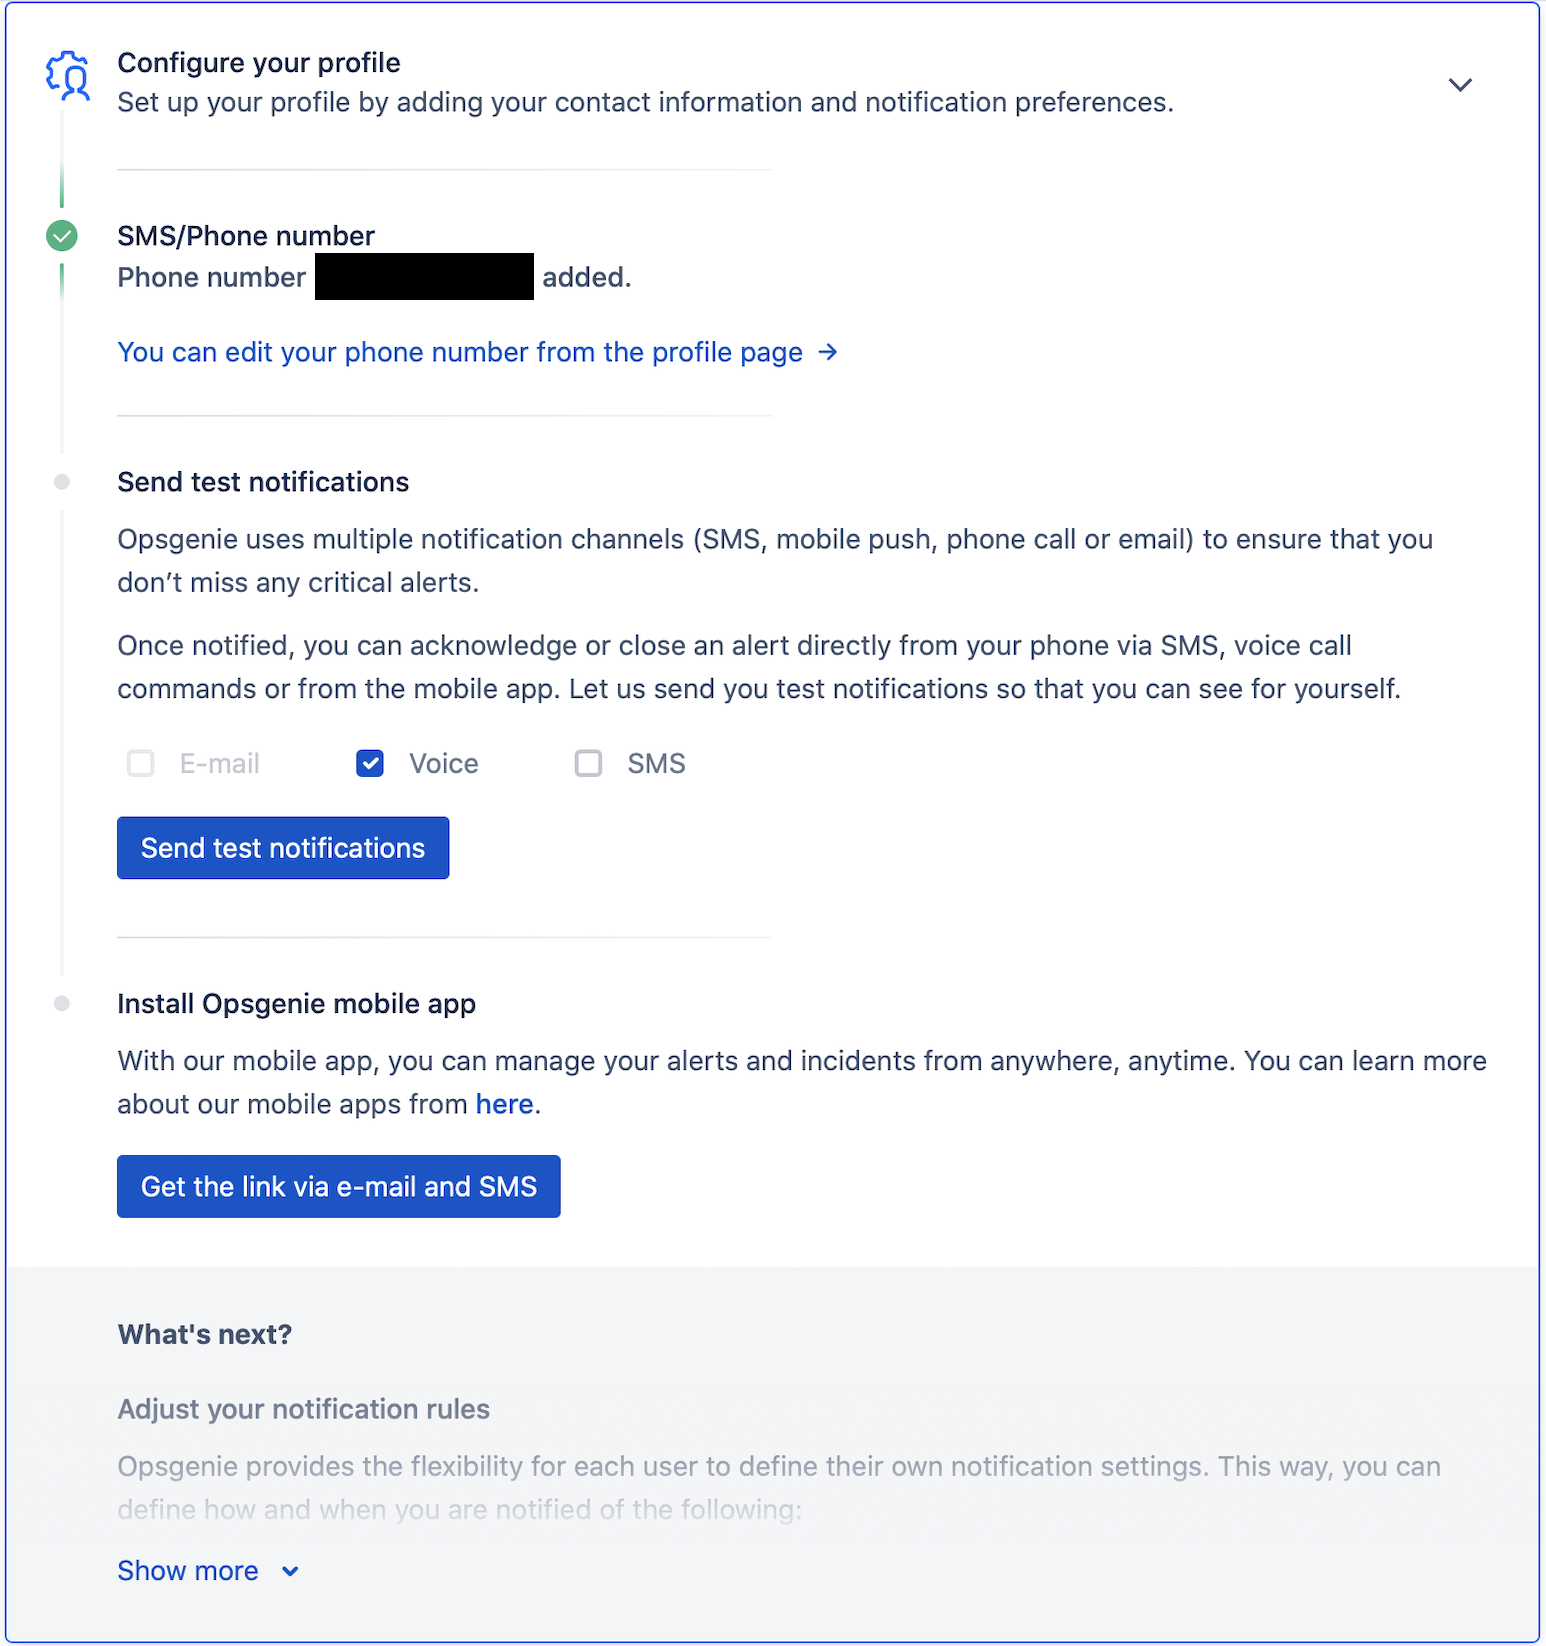 Configure your profile
Set up your profile by adding your contact information and notification preferences.
SMS/Phone number
Phone number added.
You can edit your phone number from the profile page →
Send test notifications
Opsgenie uses multiple notification channels (SMS, mobile push, phone call or email) to ensure that you
don’t miss any critical alerts.
Once notified, you can acknowledge or close an alert directly from your phone via SMS, voice call
commands or from the mobile app. Let us send you test notifications so that you can see for yourself.
E-mail Voice SMS
Send test notifications
Install Opsgenie mobile app
With our mobile app, you can manage your alerts and incidents from anywhere, anytime. You can learn more
about our mobile apps from here.
Get the link via e-mail and SMS
What's next?
Adjust your notification rules
Opsgenie provides the flexibility for each user to define their own notification settings. This way, you can
define how and when you are notified of the following:
Show more